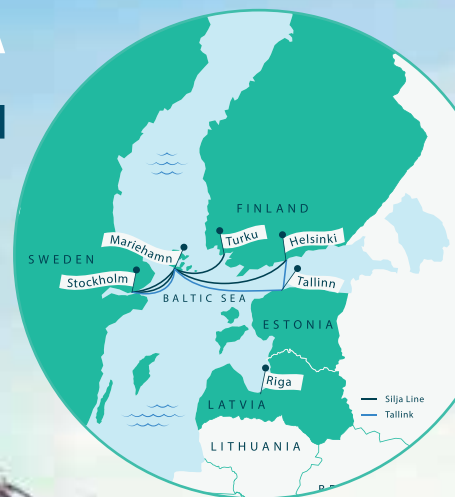 FINLAND
Turku
Helsinki
Mariehamn
SWEDEN
Stockholm
Tallinn
BALTIC SEA
ESTONIA
Riga
LATVIA
Silja Line
Tallink
LITHUANIA